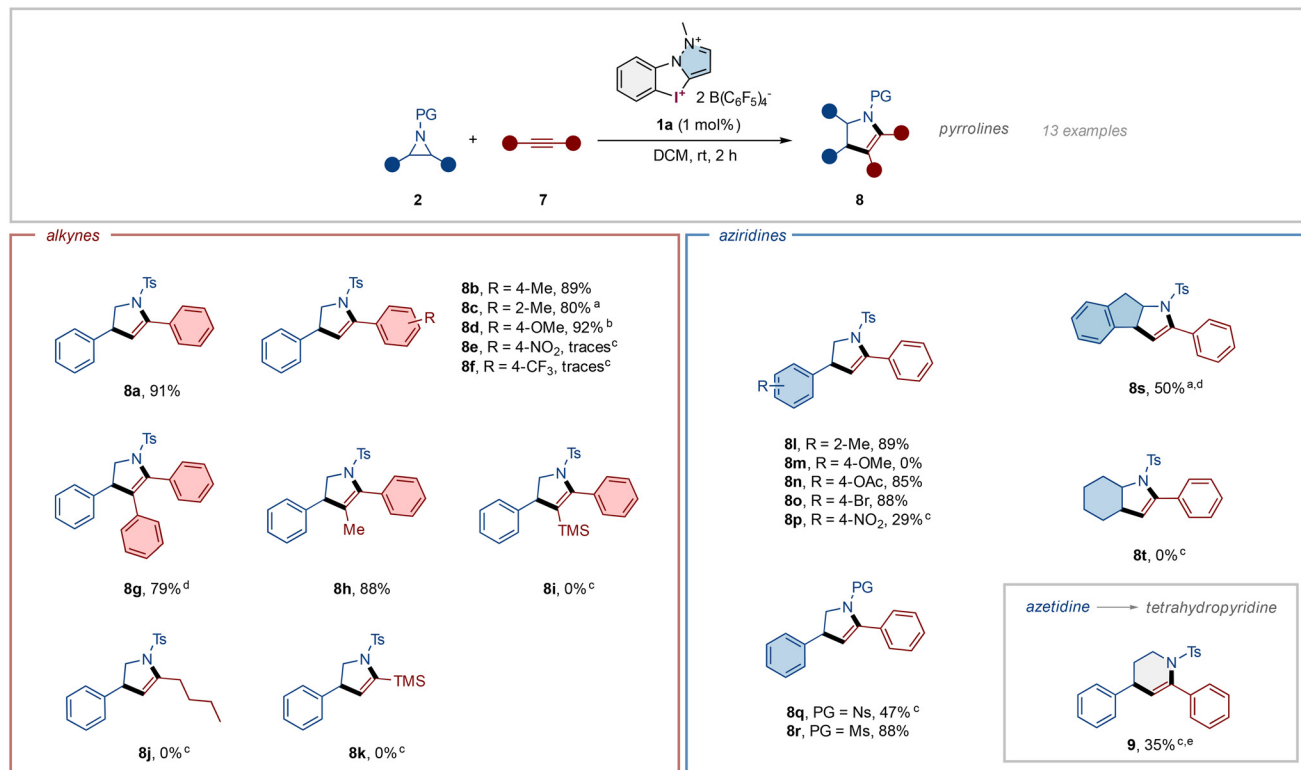 PG
N
+
N⁺
N
I⁺
2 B(C₆F₅)₄⁻
1a (1 mol%)
DCM, rt, 2 h
PG
N
pyrrolines
13 examples
2
7
8
alkynes
Ts
N
8a, 91%
Ts
N
R
8b, R = 4-Me, 89%
8c, R = 2-Me, 80% ᵃ
8d, R = 4-OMe, 92% ᵇ
8e, R = 4-NO₂, tracesᶜ
8f, R = 4-CF₃, tracesᶜ
Ts
N
8g, 79% ᵈ
Ts
N
Me
8h, 88%
Ts
N
TMS
8i, 0% ᶜ
Ts
N
8j, 0% ᶜ
Ts
N
TMS
8k, 0% ᶜ
aziridines
Ts
N
R
8l, R = 2-Me, 89%
8m, R = 4-OMe, 0%
8n, R = 4-OAc, 85%
8o, R = 4-Br, 88%
8p, R = 4-NO₂, 29% ᶜ
PG
N
8q, PG = Ns, 47% ᶜ
8r, PG = Ms, 88%
Ts
N
8s, 50% ᵃ,ᵈ
Ts
N
8t, 0% ᶜ
azetidine → tetrahydropyridine
N Ts
9, 35% ᶜ,ᵉ